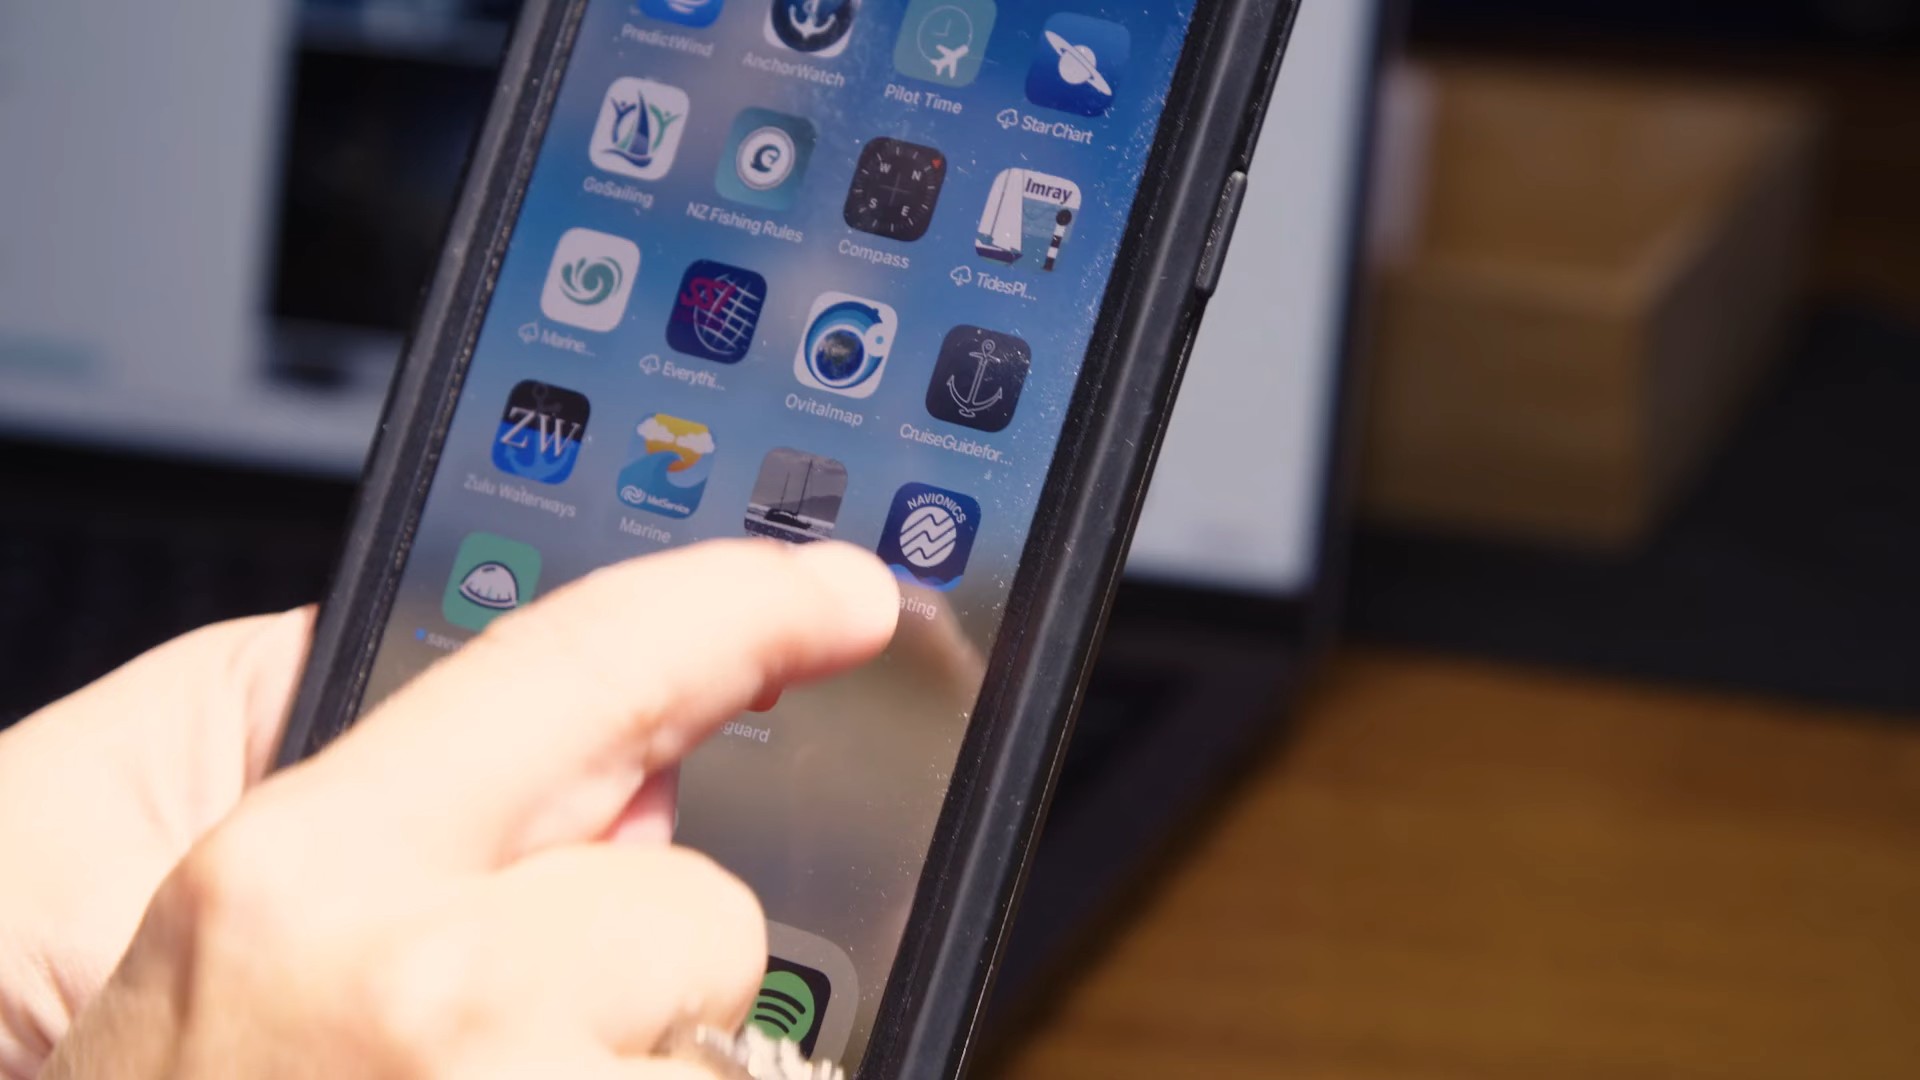 PredictWind
AnchorWatch
Pilot Time
StarChart
GoSailing
NZ Fishing Rules
W N
S E
Compass
Imray
TidesPl...
Marine...
SSI
Everythi...
Ovitalmap
CruiseGuidefor...
ZW
Zulu Waterways
MetService
Marine
NAVIONICS
ating
guard